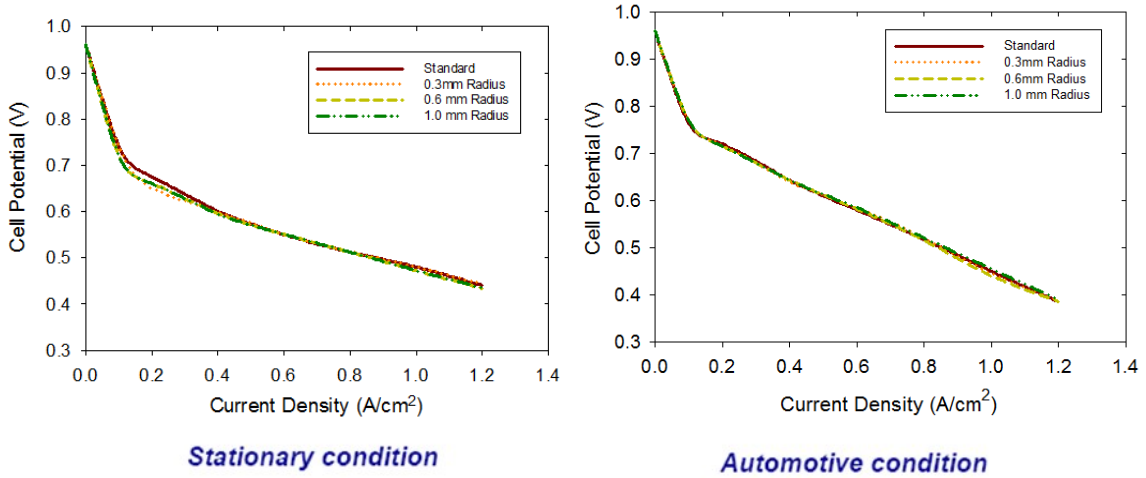 1.0
0.9
0.8
0.7
0.6
0.5
0.4
0.3
Cell Potential (V)
Standard
0.3mm Radius
0.6 mm Radius
1.0 mm Radius
0.0 0.2 0.4 0.6 0.8 1.0 1.2 1.4
Current Density (A/cm²)
Stationary condition
1.0
0.9
0.8
0.7
0.6
0.5
0.4
0.3
Cell Potential (V)
Standard
0.3mm Radius
0.6mm Radius
1.0 mm Radius
0.0 0.2 0.4 0.6 0.8 1.0 1.2 1.4
Current Density (A/cm²)
Automotive condition